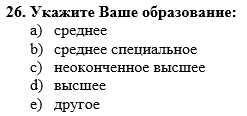 26. Укажите Ваше образование:
a) среднее
b) среднее специальное
c) неоконченное высшее
d) высшее
e) другое